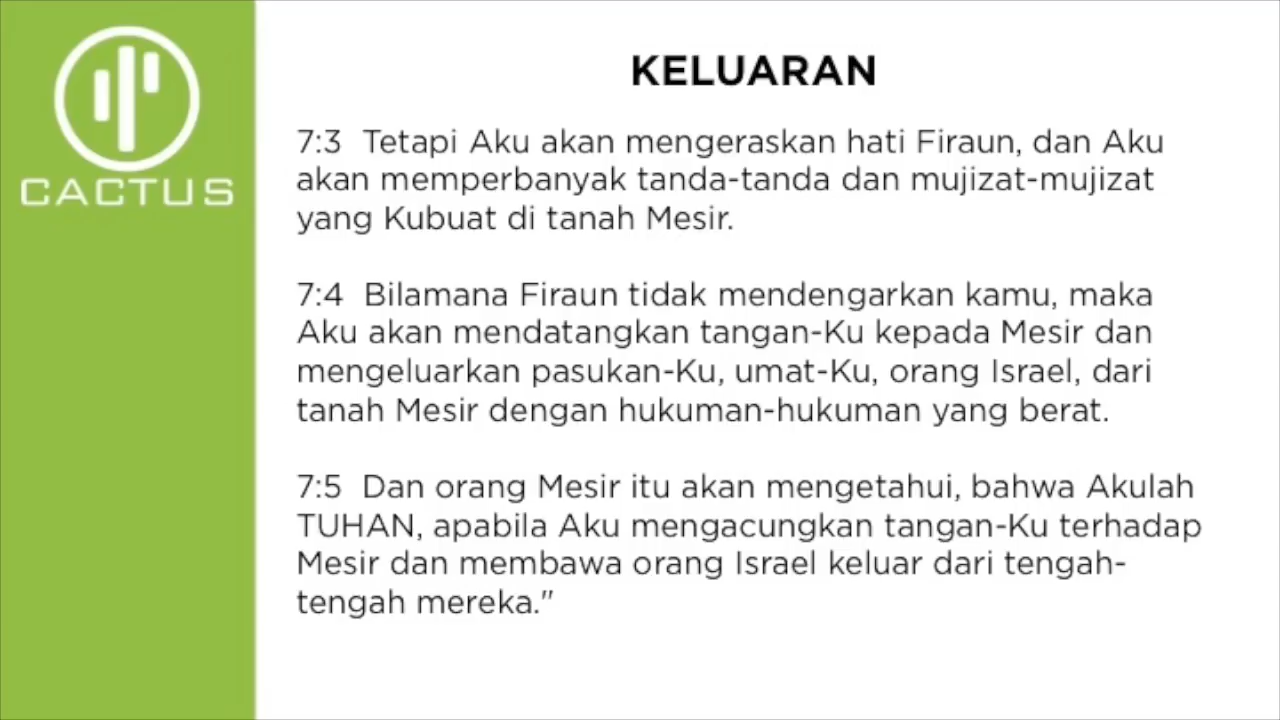 CACTUS
KELUARAN
7:3 Tetapi Aku akan mengeraskan hati Firaun, dan Aku
akan memperbanyak tanda-tanda dan mujizat-mujizat
yang Kubuat di tanah Mesir.
7:4 Bilamana Firaun tidak mendengarkan kamu, maka
Aku akan mendatangkan tangan-Ku kepada Mesir dan
mengeluarkan pasukan-Ku, umat-Ku, orang Israel, dari
tanah Mesir dengan hukuman-hukuman yang berat.
7:5 Dan orang Mesir itu akan mengetahui, bahwa Akulah
TUHAN, apabila Aku mengacungkan tangan-Ku terhadap
Mesir dan membawa orang Israel keluar dari tengah-
tengah mereka."